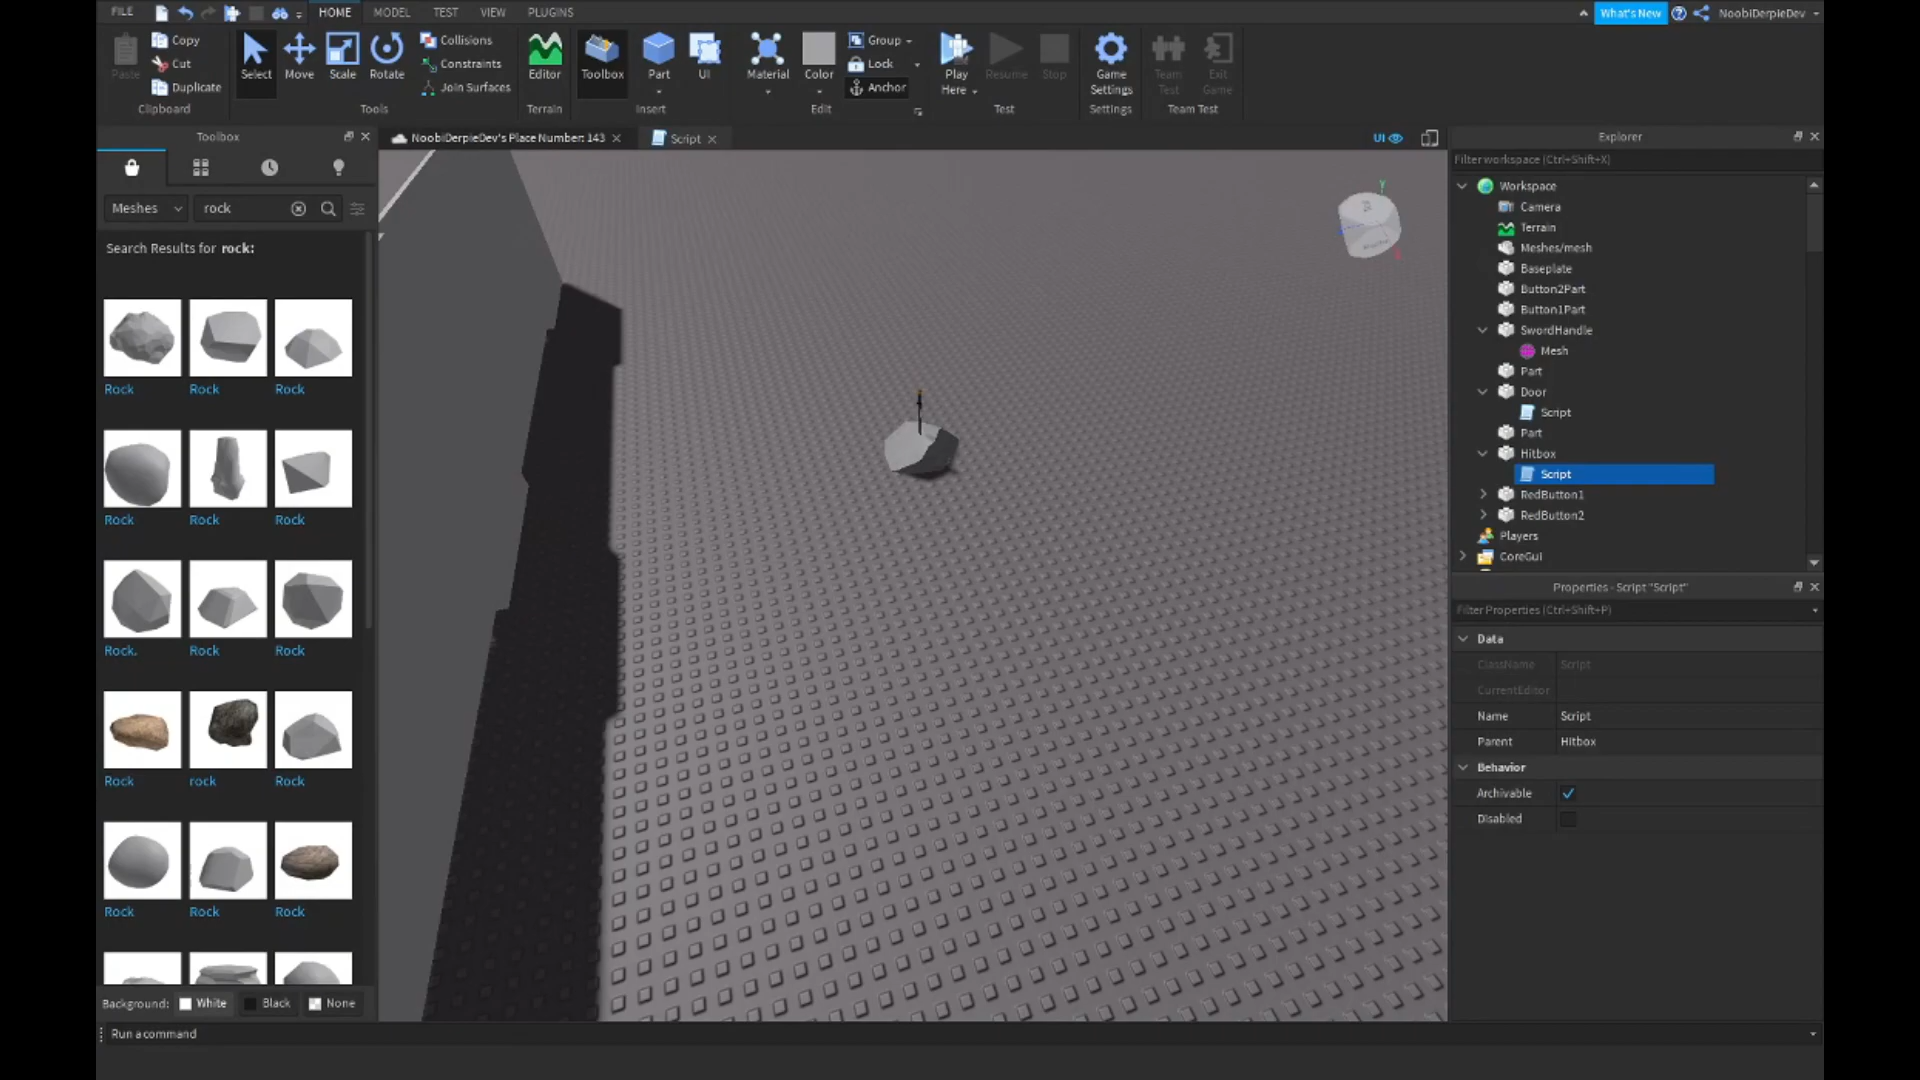 FILE HOME MODEL TEST VIEW PLUGINS What's New NoobiDerpieDev
Paste Copy Cut Duplicate Clipboard
Select Move Scale Rotate Collisions Constraints Join Surfaces Tools
Editor Terrain
Toolbox Part UI Insert
Material Color Group Lock Anchor Edit
Play Here Resume Stop Test
Game Settings Settings
Team Test Exit Game Team Test
Toolbox
NoobiDerpieDev's Place Number: 143
Script
UI
Meshes rock
Search Results for rock:
Rock Rock Rock
Rock Rock Rock
Rock. Rock Rock
Rock rock Rock
Rock Rock Rock
Background: White Black None
Run a command
Explorer
Filter workspace (Ctrl+Shift+X)
Workspace
Camera
Terrain
Meshes/mesh
Baseplate
Button2Part
Button1Part
SwordHandle
Mesh
Part
Door
Script
Part
Hitbox
Script
RedButton1
RedButton2
Players
CoreGui
Properties - Script "Script"
Filter Properties (Ctrl+Shift+P)
Data
ClassName Script
CurrentEditor
Name Script
Parent Hitbox
Behavior
Archivable
Disabled